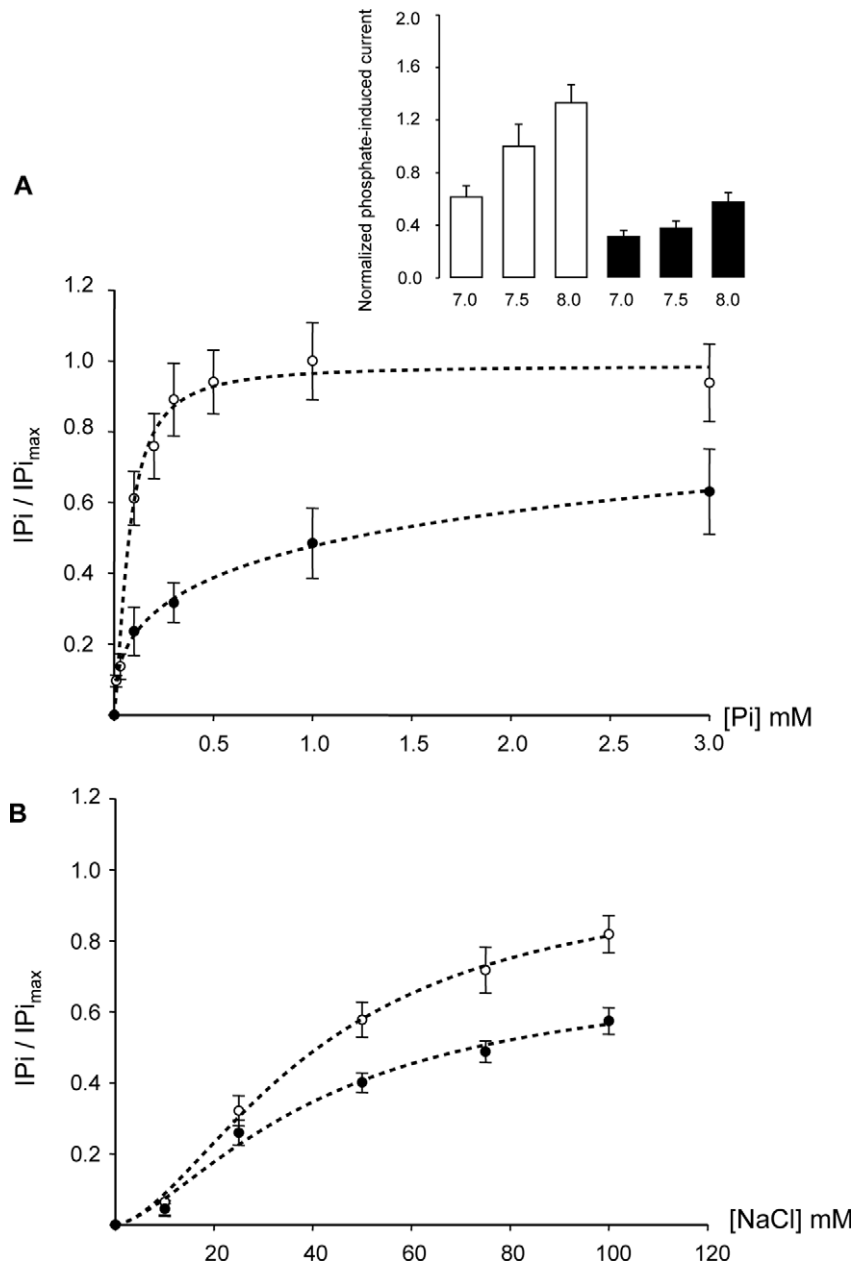 Normalized phosphate-induced current
2.0
1.6
1.2
0.8
0.4
0.0
7.0 7.5 8.0 7.0 7.5 8.0
A
IPi / IPimax
1.2
1.0
0.8
0.6
0.4
0.2
0.5 1.0 1.5 2.0 2.5 3.0
[Pi] mM
B
IPi / IPimax
1.2
1.0
0.8
0.6
0.4
0.2
20 40 60 80 100 120
[NaCl] mM